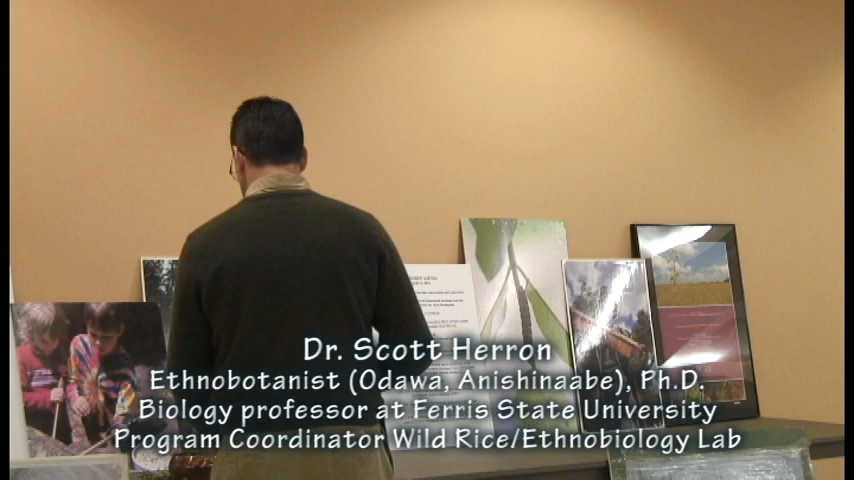 Dr. Scott Herron
Ethnobotanist (Odawa, Anishinaabe), Ph.D.
Biology professor at Ferris State University
Program Coordinator Wild Rice/Ethnobiology Lab